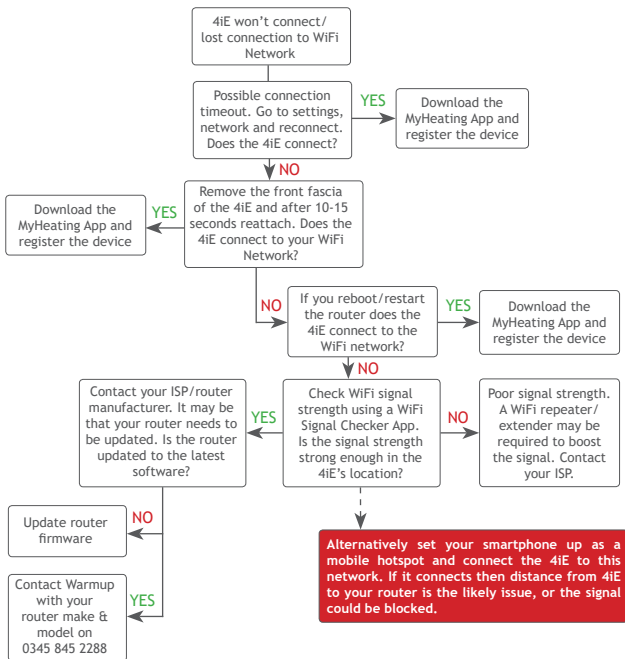 4iE won't connect/
lost connection to WiFi
Network
Possible connection
timeout. Go to settings,
network and reconnect.
Does the 4iE connect?
YES
Download the
MyHeating App and
register the device
NO
Remove the front fascia
of the 4iE and after 10-15
seconds reattach. Does the
4iE connect to your WiFi
Network?
YES
Download the
MyHeating App and
register the device
NO
If you reboot/restart
the router does the
4iE connect to the
WiFi network?
YES
Download the
MyHeating App and
register the device
NO
Check WiFi signal
strength using a WiFi
Signal Checker App.
Is the signal strength
strong enough in the
4iE's location?
YES
Contact your ISP/router
manufacturer. It may be
that your router needs to
be updated. Is the router
updated to the latest
software?
NO
Poor signal strength.
A WiFi repeater/
extender may be
required to boost
the signal. Contact
your ISP.
NO
Update router
firmware
YES
Contact Warmup
with your
router make &
model on
0345 845 2288
Alternatively set your smartphone up as a
mobile hotspot and connect the 4iE to this
network. If it connects then distance from 4iE
to your router is the likely issue, or the signal
could be blocked.